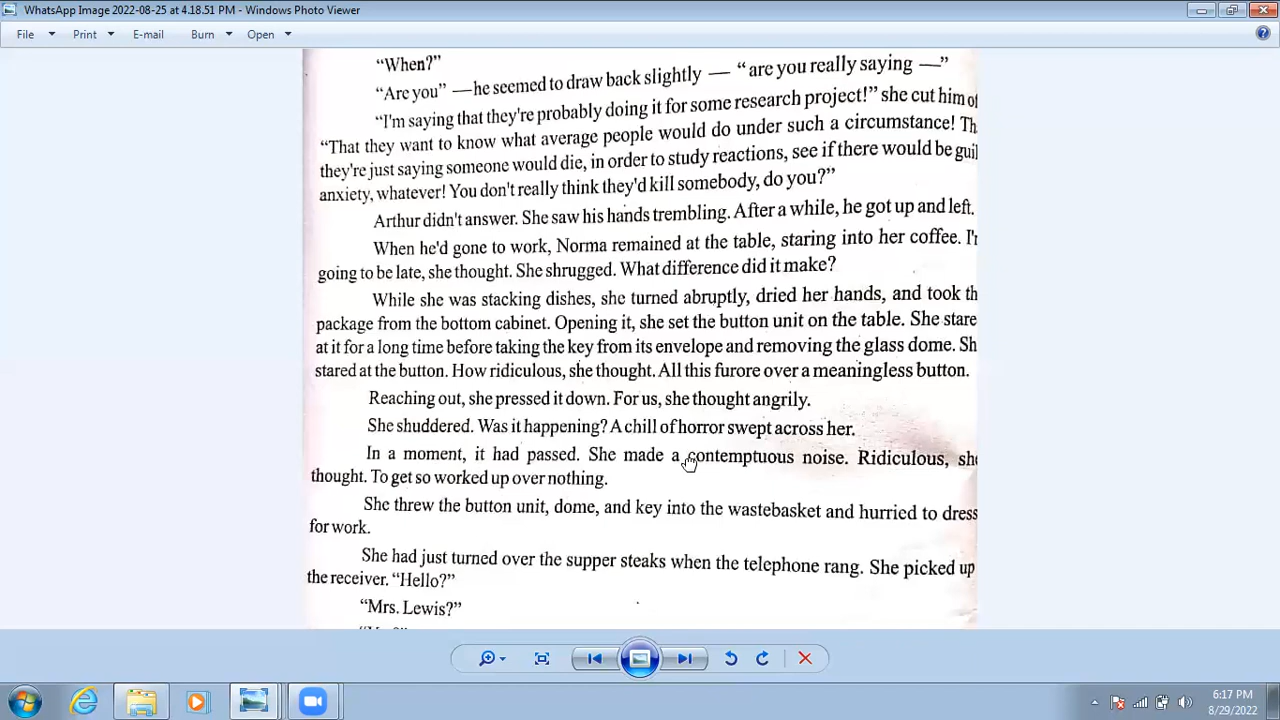 WhatsApp Image 2022-08-25 at 4.18.51 PM - Windows Photo Viewer
File Print E-mail Burn Open
“When?”
“Are you” —he seemed to draw back slightly — “are you really saying —”
“I'm saying that they're probably doing it for some research project!” she cut him of
“That they want to know what average people would do under such a circumstance! Th
they're just saying someone would die, in order to study reactions, see if there would be guil
anxiety, whatever! You don't really think they'd kill somebody, do you?”
Arthur didn't answer. She saw his hands trembling. After a while, he got up and left.
When he'd gone to work, Norma remained at the table, staring into her coffee. I'
going to be late, she thought. She shrugged. What difference did it make?
While she was stacking dishes, she turned abruptly, dried her hands, and took th
package from the bottom cabinet. Opening it, she set the button unit on the table. She stare
at it for a long time before taking the key from its envelope and removing the glass dome. Sh
stared at the button. How ridiculous, she thought. All this furore over a meaningless button.
Reaching out, she pressed it down. For us, she thought angrily.
She shuddered. Was it happening? A chill of horror swept across her.
In a moment, it had passed. She made a contemptuous noise. Ridiculous, she
thought. To get so worked up over nothing.
She threw the button unit, dome, and key into the wastebasket and hurried to dress
for work.
She had just turned over the supper steaks when the telephone rang. She picked up
the receiver. “Hello?”
“Mrs. Lewis?”
6:17 PM
8/29/2022